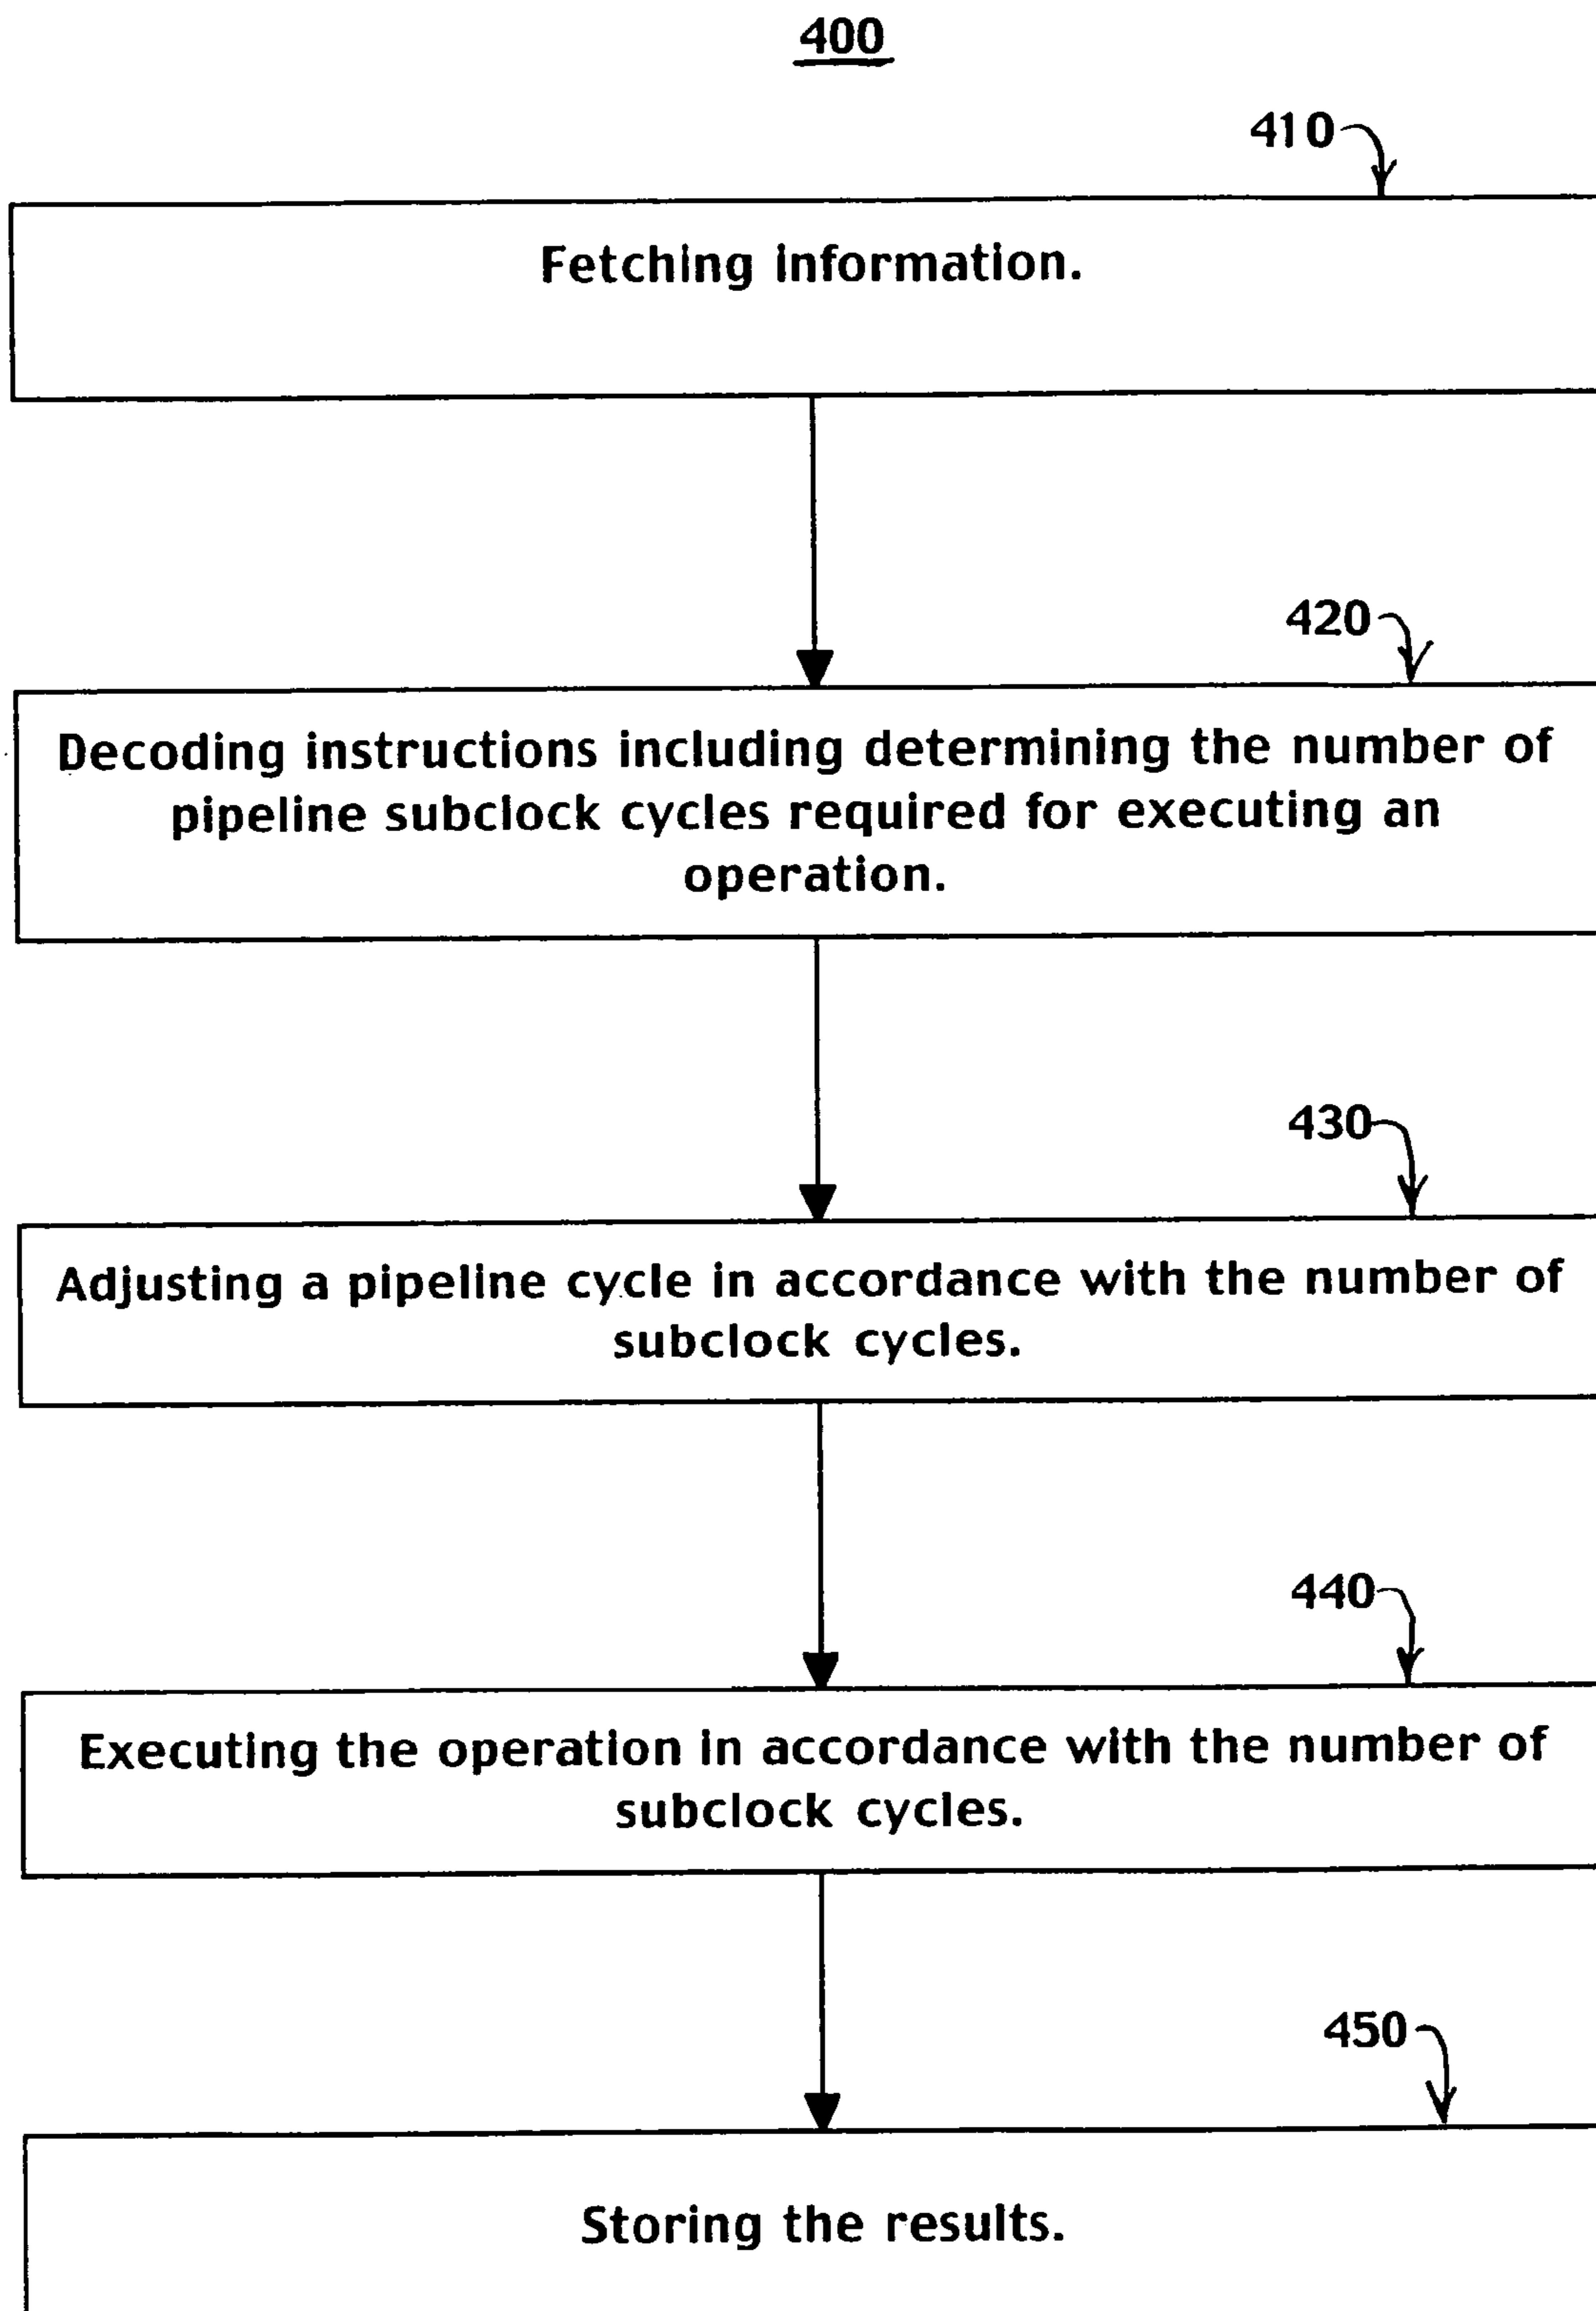 400
410
Fetching information.
420
Decoding instructions including determining the number of
pipeline subclock cycles required for executing an
operation.
430
Adjusting a pipeline cycle in accordance with the number of
subclock cycles.
440
Executing the operation in accordance with the number of
subclock cycles.
450
Storing the results.